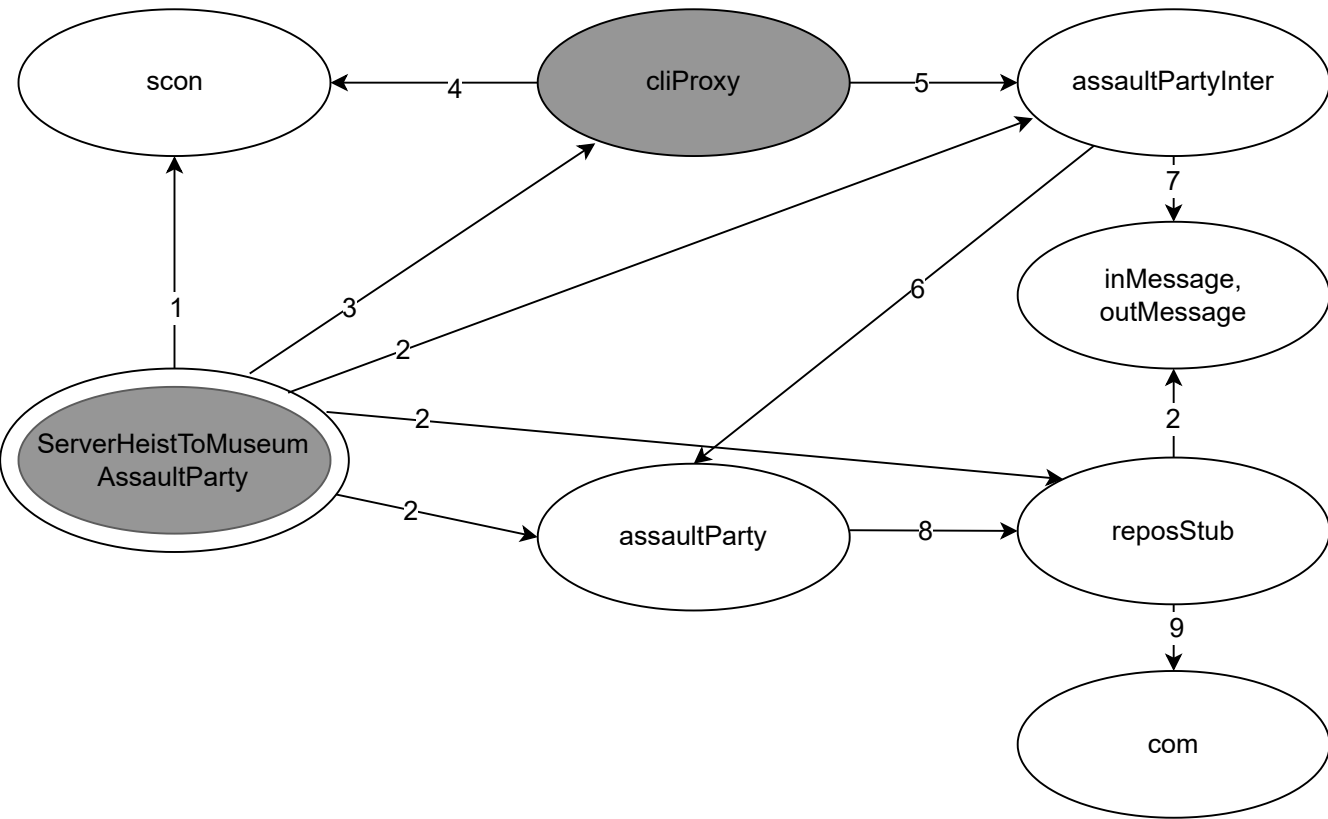 scon
4
cliProxy
5
assaultPartyInter
7
1
3
2
6
inMessage,
outMessage
ServerHeistToMuseum
AssaultParty
2
2
2
assaultParty
8
reposStub
9
com